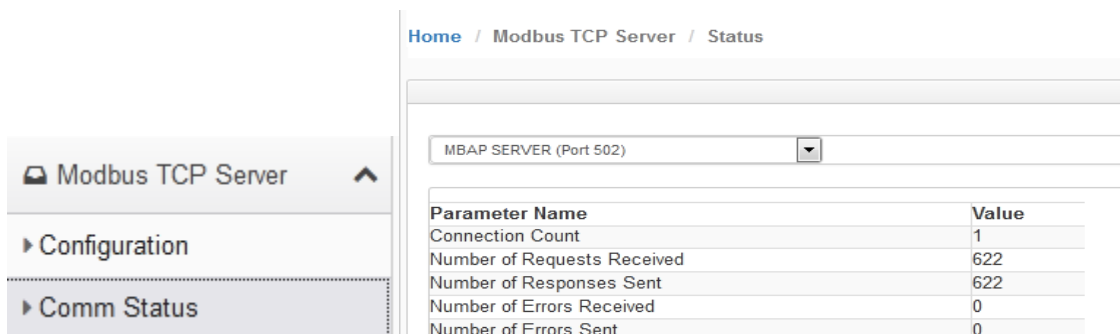 Home / Modbus TCP Server / Status
Modbus TCP Server
Configuration
Comm Status
MBAP SERVER (Port 502)
Parameter Name Value
Connection Count 1
Number of Requests Received 622
Number of Responses Sent 622
Number of Errors Received 0
Number of Errors Sent 0